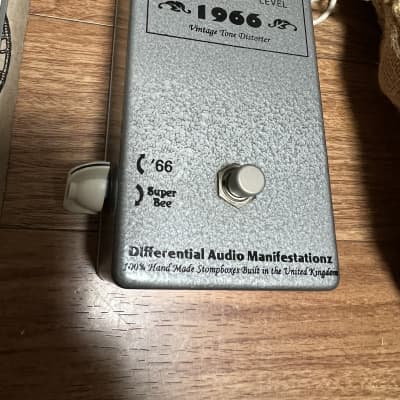 LEVEL
1966
Vintage Tone Distorter
'66
Super
Bee
Differential Audio Manifestationz
100% Hand Made Stompboxes Built in the United Kingdom